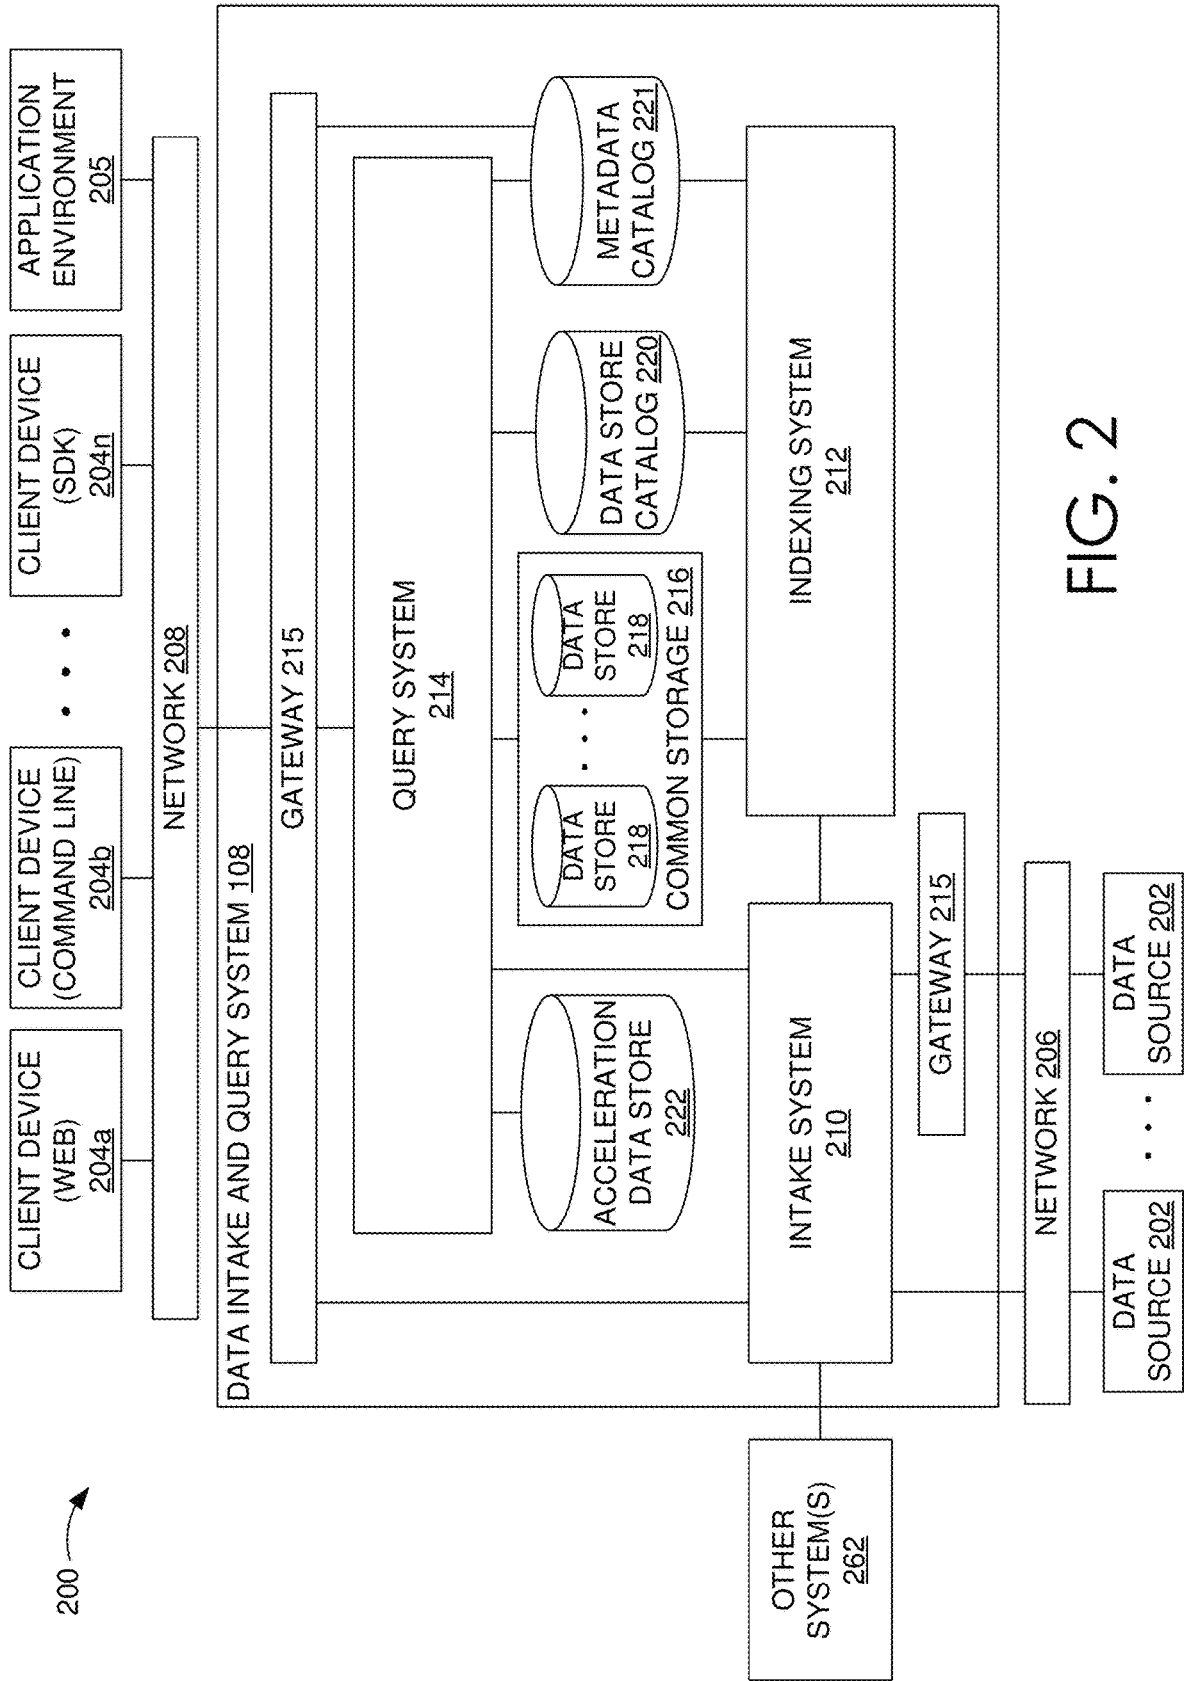 200
CLIENT DEVICE
(WEB)
204a
CLIENT DEVICE
(COMMAND LINE)
204b
CLIENT DEVICE
(SDK)
204n
APPLICATION
ENVIRONMENT
205
NETWORK 208
DATA INTAKE AND QUERY SYSTEM 108
GATEWAY 215
QUERY SYSTEM
214
ACCELERATION
DATA STORE
222
DATA
STORE
218
DATA
STORE
218
COMMON STORAGE 216
DATA STORE
CATALOG 220
METADATA
CATALOG 221
OTHER
SYSTEM(S)
262
INTAKE SYSTEM
210
INDEXING SYSTEM
212
GATEWAY 215
NETWORK 206
DATA
SOURCE 202
DATA
SOURCE 202
FIG. 2